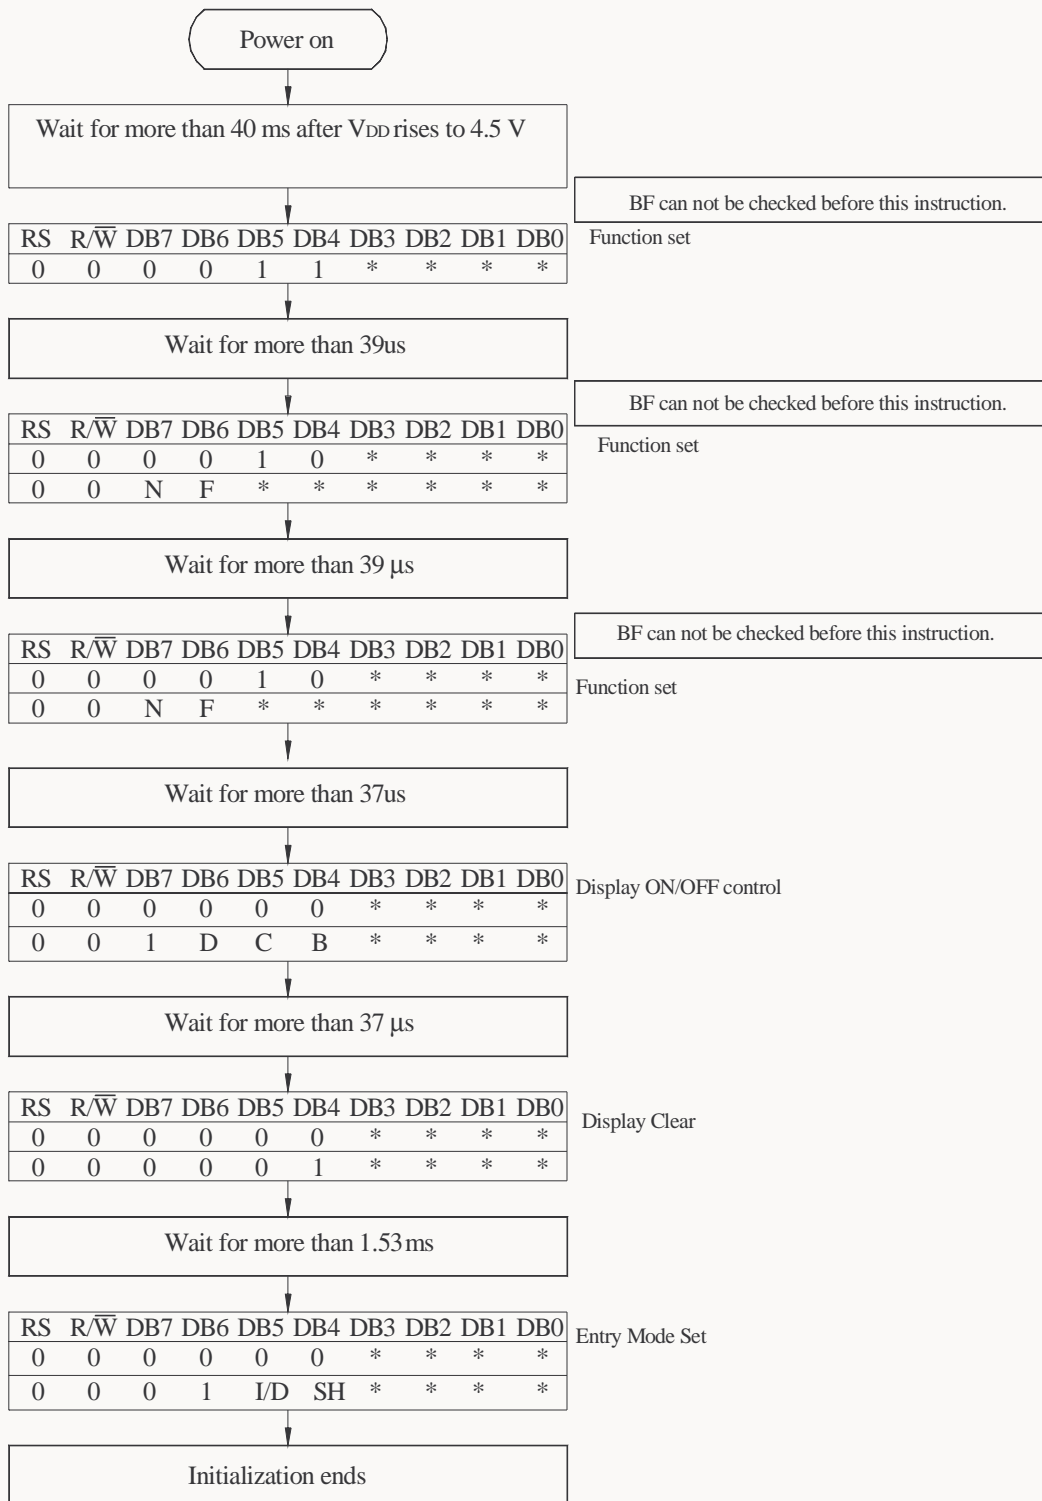 Power on
Wait for more than 40 ms after VDD rises to 4.5 V
BF can not be checked before this instruction.
RS R/W̅ DB7 DB6 DB5 DB4 DB3 DB2 DB1 DB0
Function set
0 0 0 0 1 1 * * * *
Wait for more than 39us
BF can not be checked before this instruction.
RS R/W̅ DB7 DB6 DB5 DB4 DB3 DB2 DB1 DB0
Function set
0 0 0 0 1 0 * * * *
0 0 N F * * * * * *
Wait for more than 39 μs
BF can not be checked before this instruction.
RS R/W̅ DB7 DB6 DB5 DB4 DB3 DB2 DB1 DB0
0 0 0 0 1 0 * * * *
Function set
0 0 N F * * * * * *
Wait for more than 37us
RS R/W̅ DB7 DB6 DB5 DB4 DB3 DB2 DB1 DB0
Display ON/OFF control
0 0 0 0 0 0 * * * *
0 0 1 D C B * * * *
Wait for more than 37 μs
RS R/W̅ DB7 DB6 DB5 DB4 DB3 DB2 DB1 DB0
Display Clear
0 0 0 0 0 0 * * * *
0 0 0 0 0 1 * * * *
Wait for more than 1.53 ms
RS R/W̅ DB7 DB6 DB5 DB4 DB3 DB2 DB1 DB0
Entry Mode Set
0 0 0 0 0 0 * * * *
0 0 0 1 I/D SH * * * *
Initialization ends